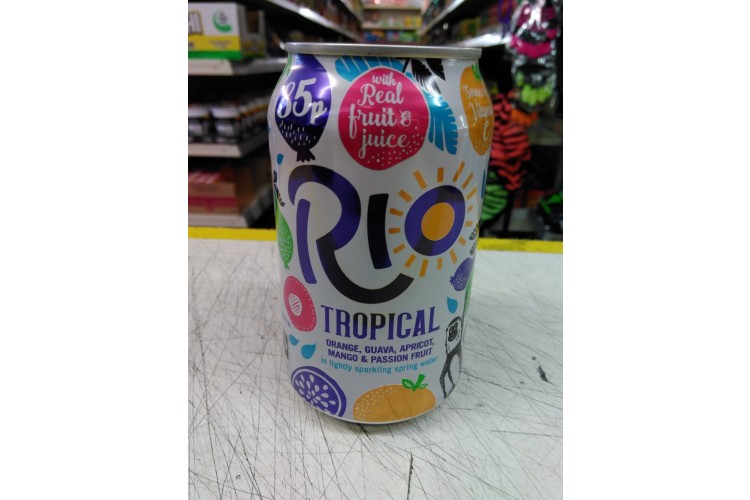 85p
with
Real
fruit &
juice
RIO
TROPICAL
ORANGE, GUAVA, APRICOT,
MANGO & PASSION FRUIT
in lightly sparkling spring water